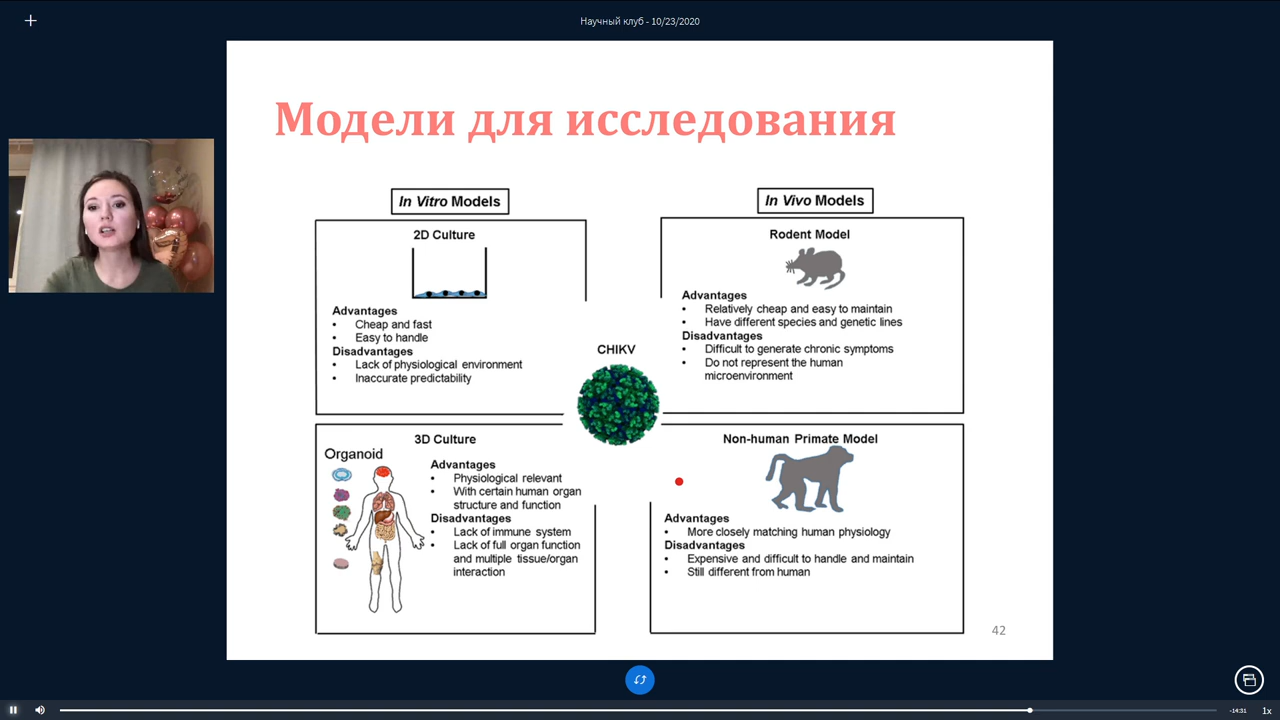 Научный клуб - 10/23/2020
Модели для исследования
In Vitro Models
2D Culture
Advantages
• Cheap and fast
• Easy to handle
Disadvantages
• Lack of physiological environment
• Inaccurate predictability
In Vivo Models
Rodent Model
Advantages
• Relatively cheap and easy to maintain
• Have different species and genetic lines
Disadvantages
• Difficult to generate chronic symptoms
• Do not represent the human
microenvironment
CHIKV
3D Culture
Organoid
Advantages
• Physiological relevant
• With certain human organ
structure and function
Disadvantages
• Lack of immune system
• Lack of full organ function
and multiple tissue/organ
interaction
Non-human Primate Model
Advantages
• More closely matching human physiology
Disadvantages
• Expensive and difficult to handle and maintain
• Still different from human
42
-14:31
1x